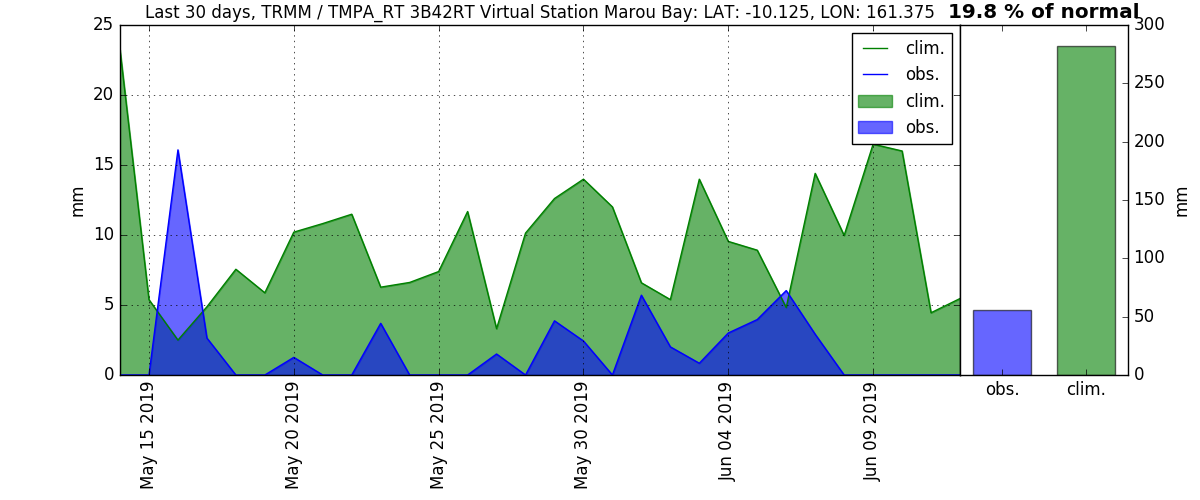 Last 30 days, TRMM / TMPA_RT 3B42RT Virtual Station Marou Bay: LAT: -10.125, LON: 161.375
19.8 % of normal
25
20
15
10
5
0
mm
clim.
obs.
clim.
obs.
May 15 2019
May 20 2019
May 25 2019
May 30 2019
Jun 04 2019
Jun 09 2019
300
250
200
150
100
50
0
mm
obs.
clim.